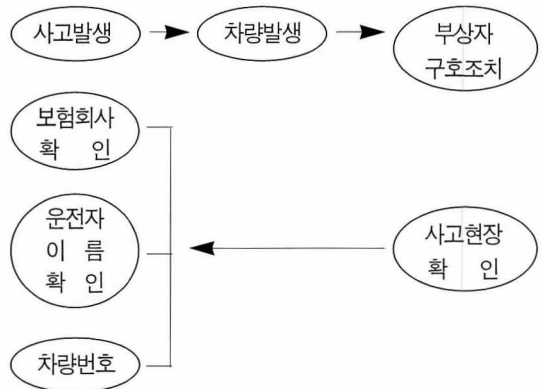 사고발생
차량발생
부상자
구호조치
보험회사
확 인
운전자
이 름
확 인
사고현장
확 인
차량번호